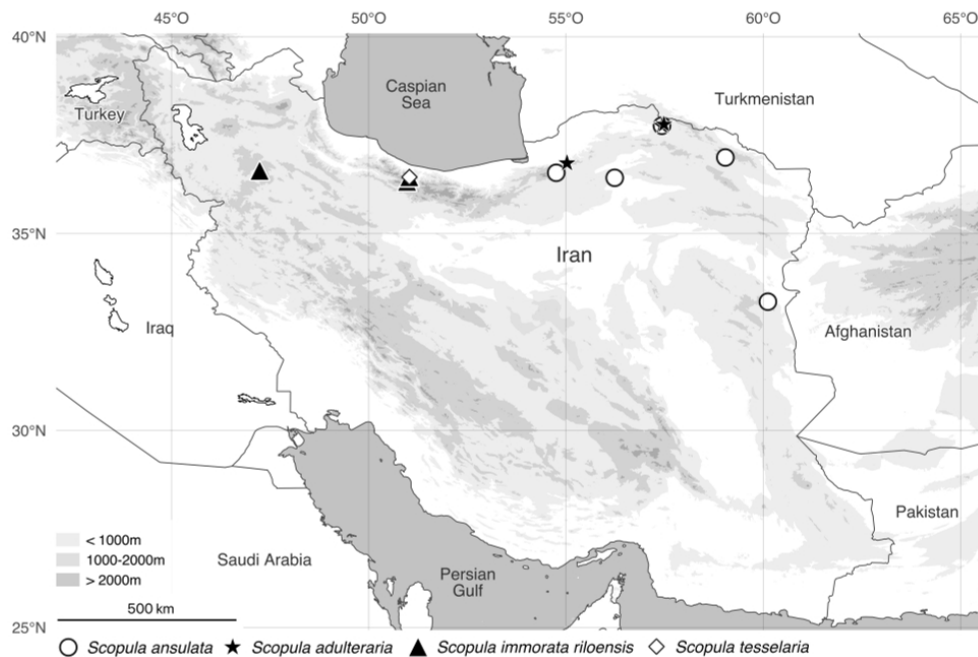 45°O 50°O 55°O 60°O 65°O
40°N
Caspian
Sea
Turkey
Turkmenistan
35°N
Iran
Iraq
Afghanistan
30°N
Pakistan
< 1000m
1000-2000m
> 2000m
Saudi Arabia
Persian
Gulf
500 km
25°N
Scopula ansulata Scopula adulteraria Scopula immorata riloensis Scopula tesselaria